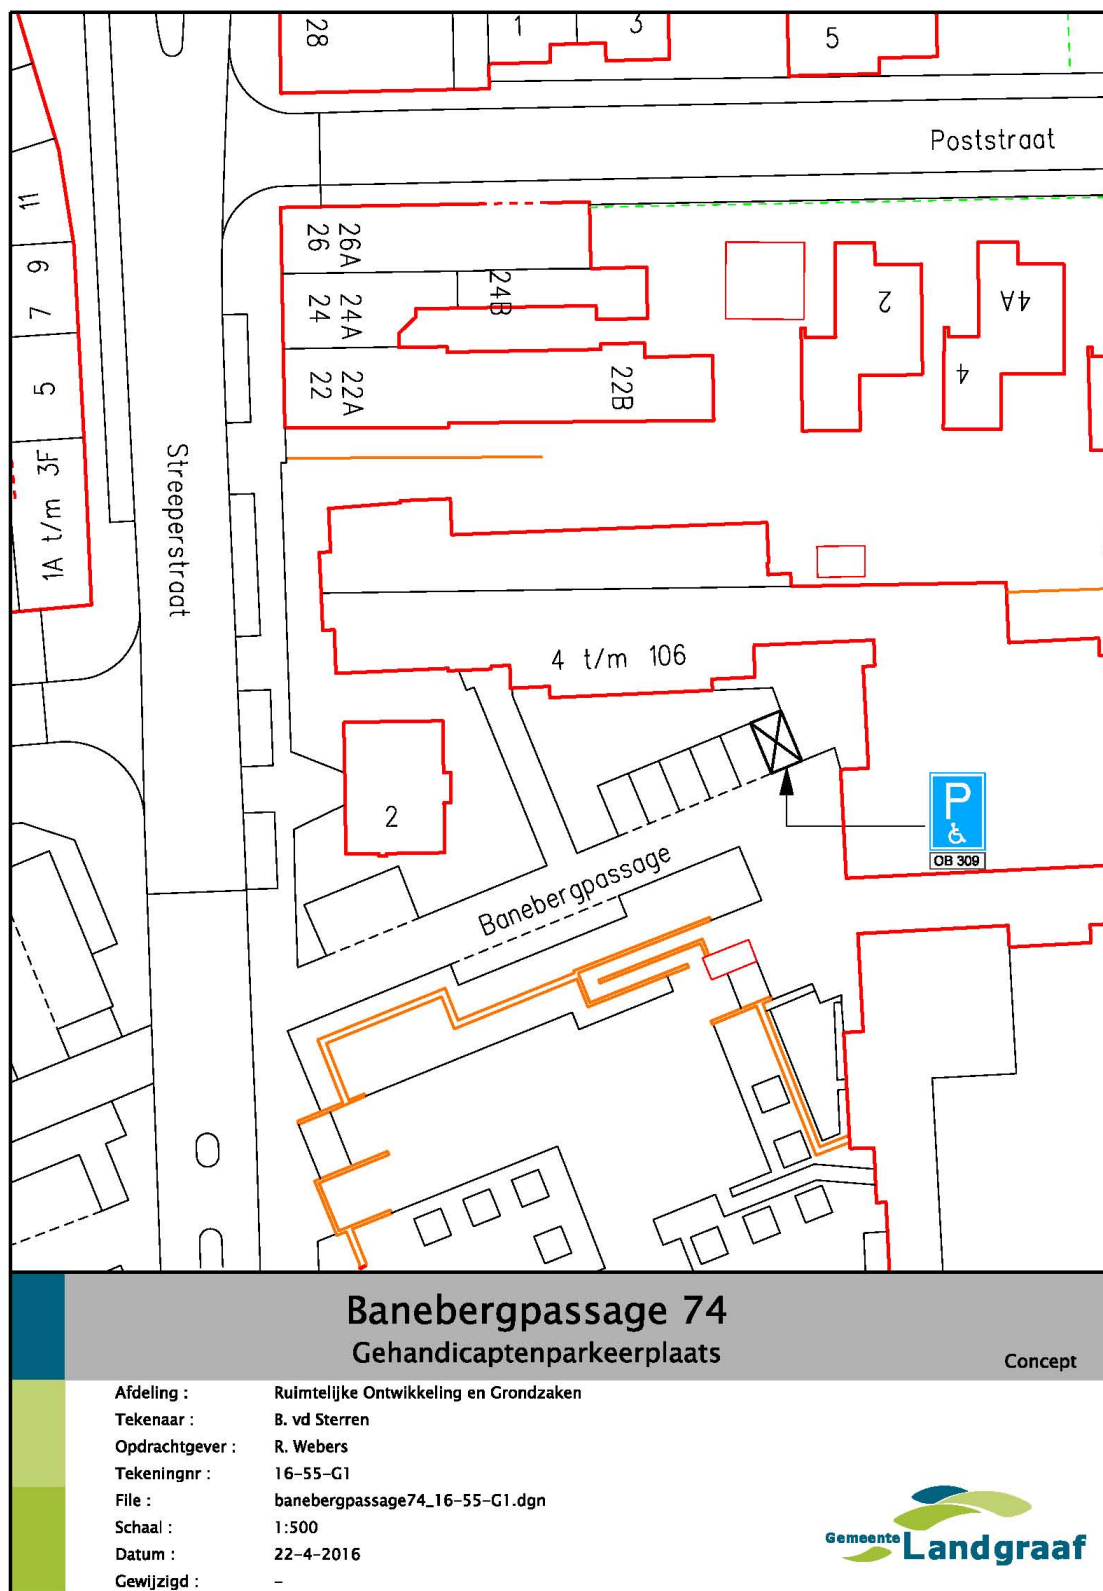 28
1
3
5
Poststraat
11
9
7
5
1A t/m 3F
26A
26
24A
24
24B
22A
22
22B
2
4A
4
Streeperstraat
4 t/m 106
2
P
OB 309
Banebergpassage
Banebergpassage 74
Gehandicaptenparkeerplaats
Concept
Afdeling : Ruimtelijke Ontwikkeling en Grondzaken
Tekenaar : B. vd Sterren
Opdrachtgever : R. Webers
Tekeningnr : 16-55-G1
File : banebergpassage74_16-55-G1.dgn
Schaal : 1:500
Datum : 22-4-2016
Gewijzigd : -
Gemeente Landgraaf